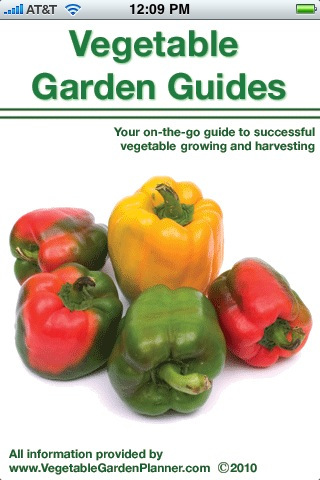 AT&T 12:09 PM
Vegetable
Garden Guides
Your on-the-go guide to successful
vegetable growing and harvesting
All information provided by
www.VegetableGardenPlanner.com ©2010